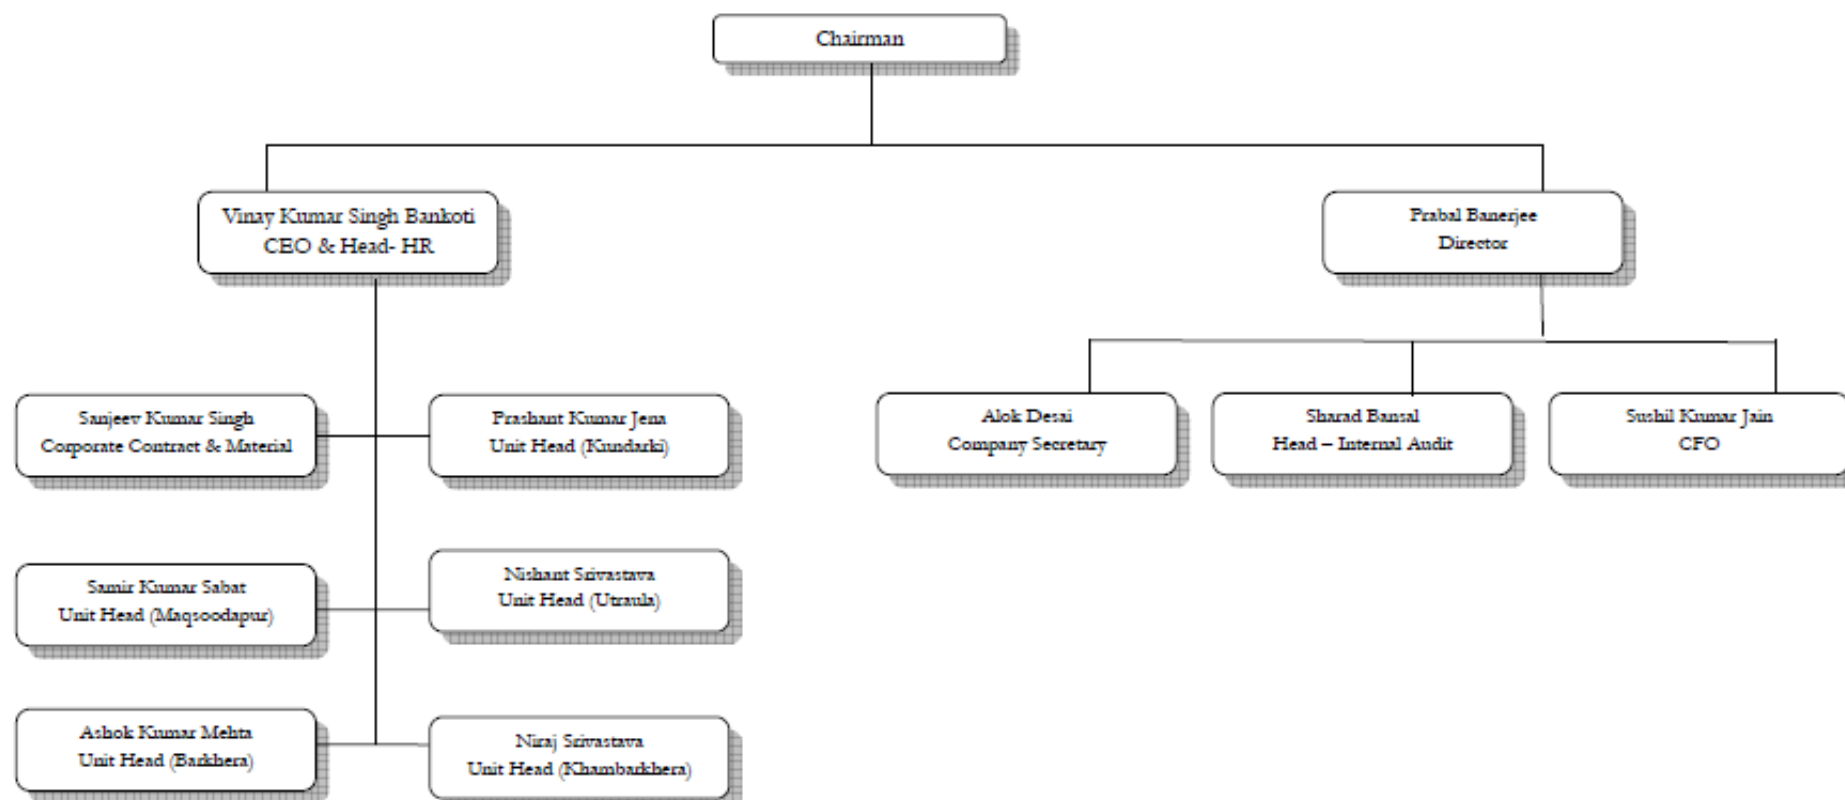 Chairman
Vinay Kumar Singh Bankoti
CEO & Head- HR
Prabal Banerjee
Director
Sanjeev Kumar Singh
Corporate Contract & Material
Prashant Kumar Jena
Unit Head (Kundarki)
Alok Desai
Company Secretary
Sharad Bansal
Head – Internal Audit
Sushil Kumar Jain
CFO
Samir Kumar Sabat
Unit Head (Maqsoodapur)
Nishant Srivastava
Unit Head (Utraula)
Ashok Kumar Mehta
Unit Head (Barkhera)
Niraj Srivastava
Unit Head (Khambarkhera)